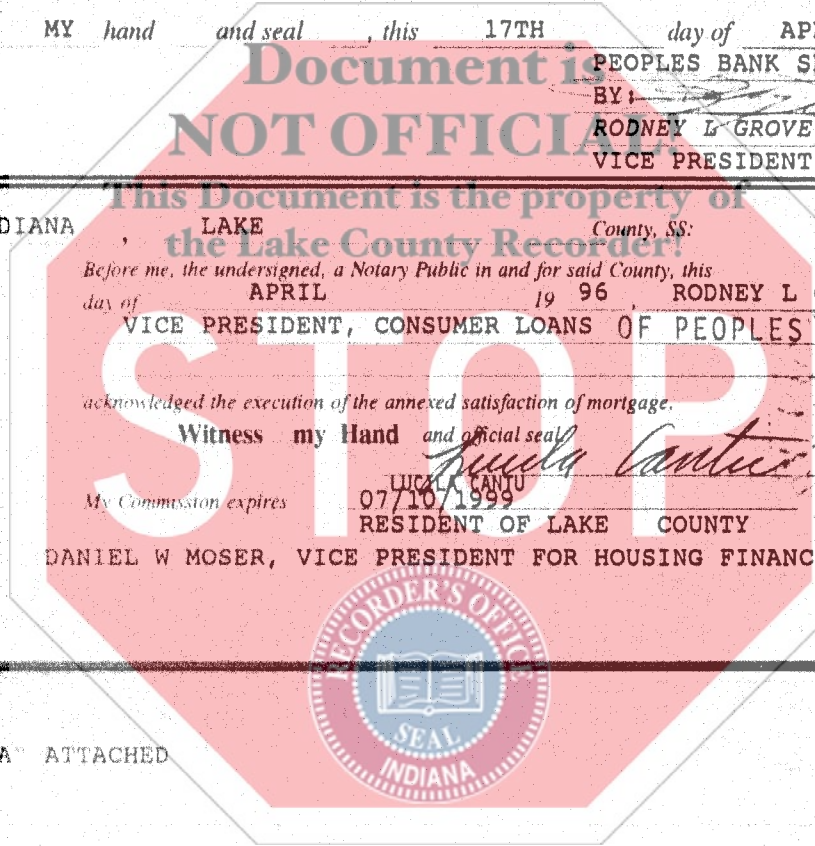 MY hand and seal , this 17TH day of AP
Document is
PEOPLES BANK S
BY:
NOT OFFICIAL!
RODNEY L GROVE
VICE PRESIDENT
This Document is the property of
DIANA , LAKE County, SS:
the Lake County Recorder!
Before me, the undersigned, a Notary Public in and for said County, this
day of APRIL 19 96 , RODNEY L
VICE PRESIDENT, CONSUMER LOANS OF PEOPLES
STOP
acknowledged the execution of the annexed satisfaction of mortgage.
Witness my Hand and official seal
Lucila Cantu
LUCILA CANTU
My Commission expires 07/10/1999
RESIDENT OF LAKE COUNTY
DANIEL W MOSER, VICE PRESIDENT FOR HOUSING FINANC
RECORDER'S OFFICE
SEAL
INDIANA
A" ATTACHED